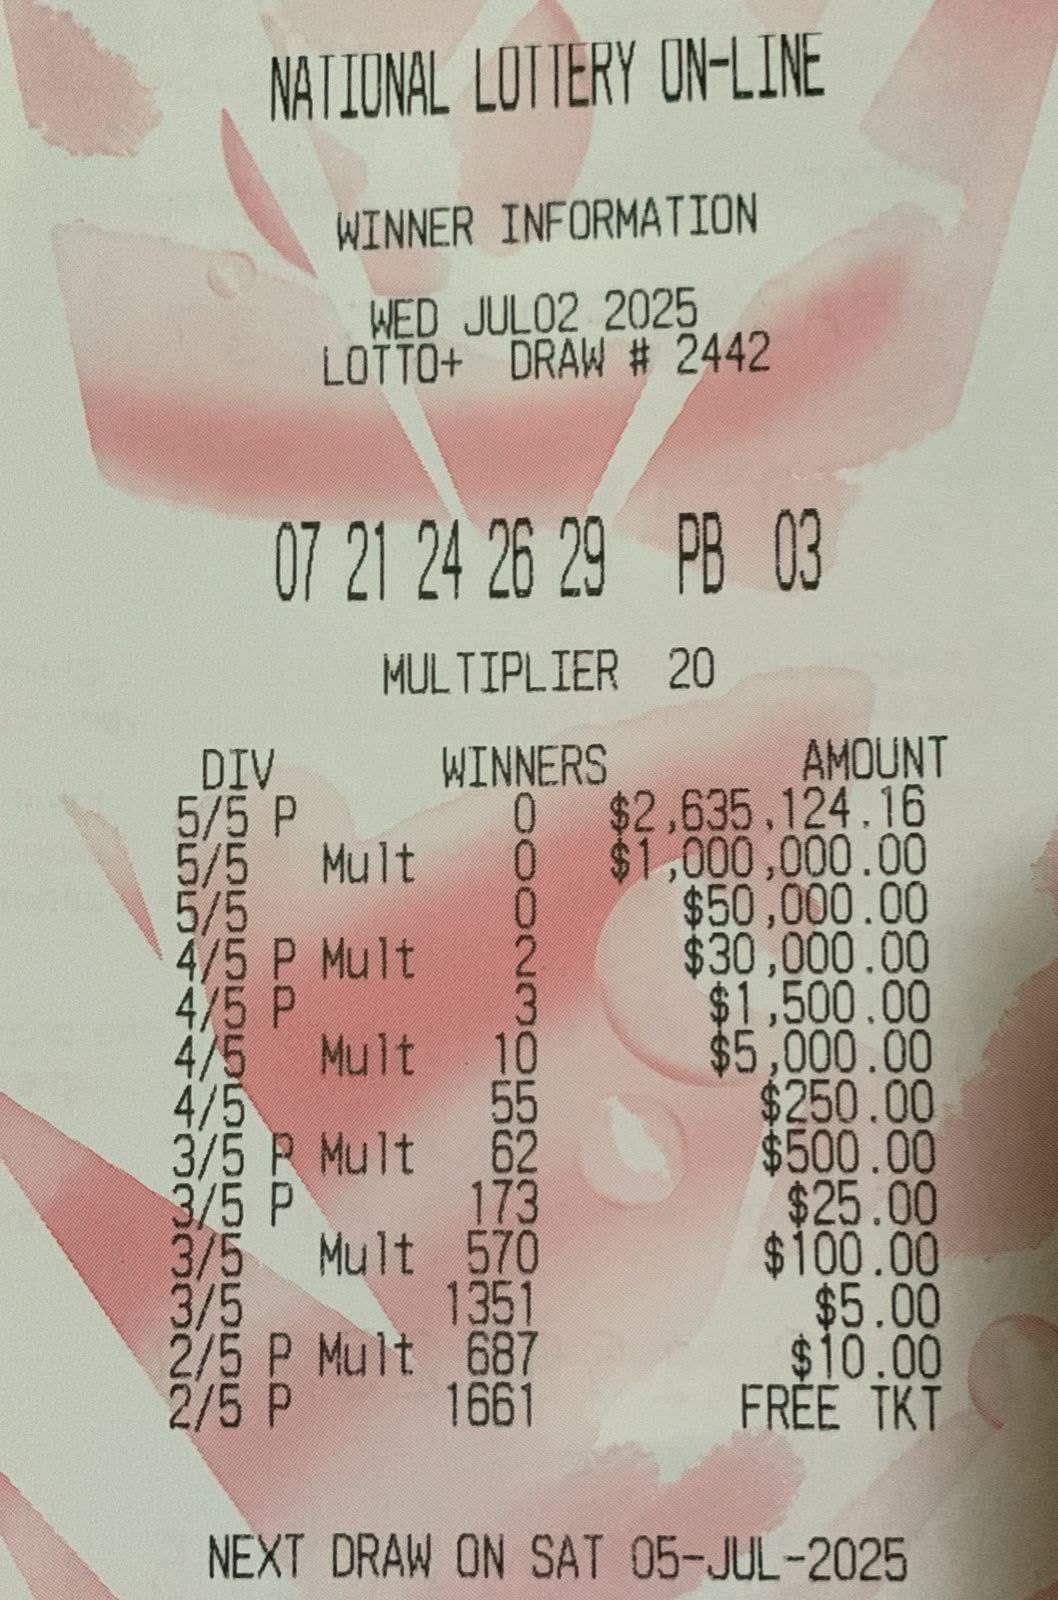 NATIONAL LOTTERY ON-LINE
WINNER INFORMATION
WED JUL02 2025
LOTTO+ DRAW # 2442
07 21 24 26 29 PB 03
MULTIPLIER 20
DIV WINNERS AMOUNT
5/5 P 0 $2,635,124.16
5/5 Mult 0 $1,000,000.00
5/5 0 $50,000.00
4/5 P Mult 2 $30,000.00
4/5 P 3 $1,500.00
4/5 Mult 10 $5,000.00
4/5 55 $250.00
3/5 P Mult 62 $500.00
3/5 P 173 $25.00
3/5 Mult 570 $100.00
3/5 1351 $5.00
2/5 P Mult 687 $10.00
2/5 P 1661 FREE TKT
NEXT DRAW ON SAT 05-JUL-2025